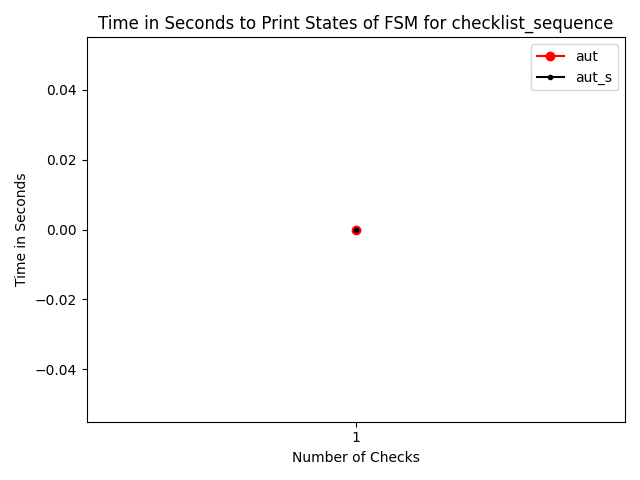 Time in Seconds to Print States of FSM for checklist_sequence
aut
aut_s
0.04
0.02
0.00
−0.02
−0.04
Time in Seconds
1
Number of Checks